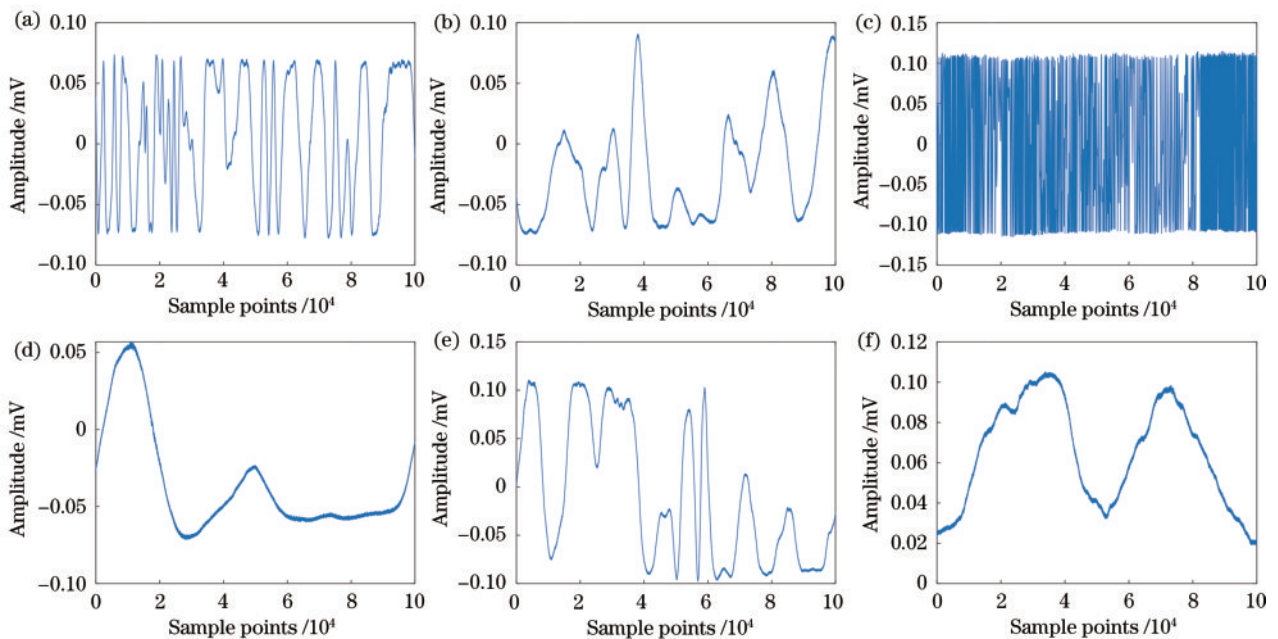 (a)
0.10
0.05
0
−0.05
−0.10
Amplitude /mV
0 2 4 6 8 10
Sample points /10⁴
(b)
0.10
0.05
0
−0.05
0.10
Amplitude /mV
0 2 4 6 8 10
Sample points /10⁴
(c)
0.15
0.10
0.05
0
−0.05
−0.10
−0.15
Amplitude /mV
0 2 4 6 8 10
Sample points /10⁴
(d)
0.05
0
−0.05
−0.10
Amplitude /mV
0 2 4 6 8 10
Sample points /10⁴
(e)
0.15
0.10
0.15
0
−0.05
−0.10
Amplitude /mV
0 2 4 6 8 10
Sample points /10⁴
(f)
0.12
0.10
0.08
0.06
0.04
0.02
0
Amplitude /mV
0 2 4 6 8 10
Sample points /10⁴